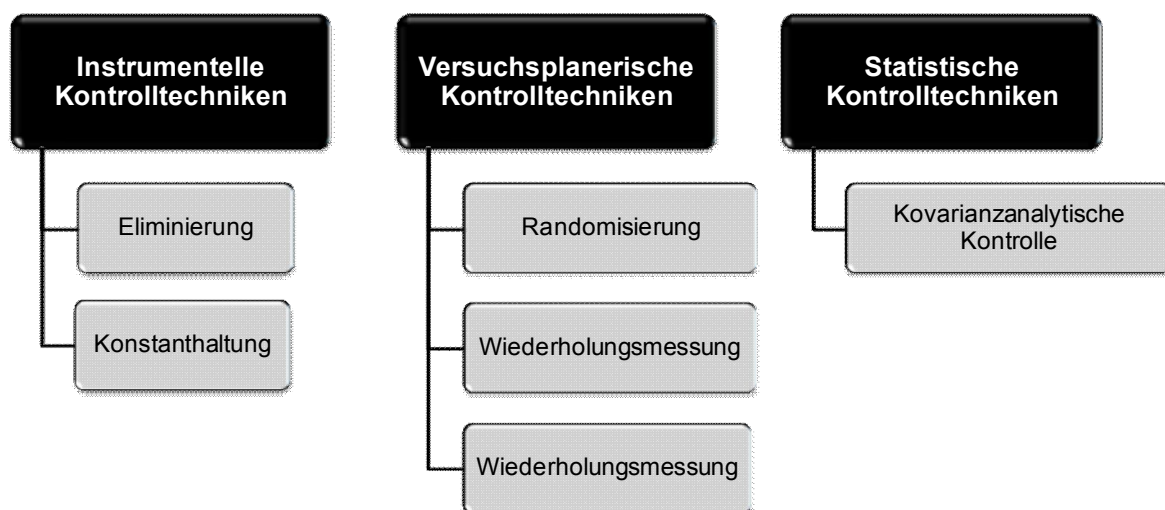 Instrumentelle
Kontrolltechniken
Eliminierung
Konstanthaltung
Versuchsplanerische
Kontrolltechniken
Randomisierung
Wiederholungsmessung
Wiederholungsmessung
Statistische
Kontrolltechniken
Kovarianzanalytische
Kontrolle